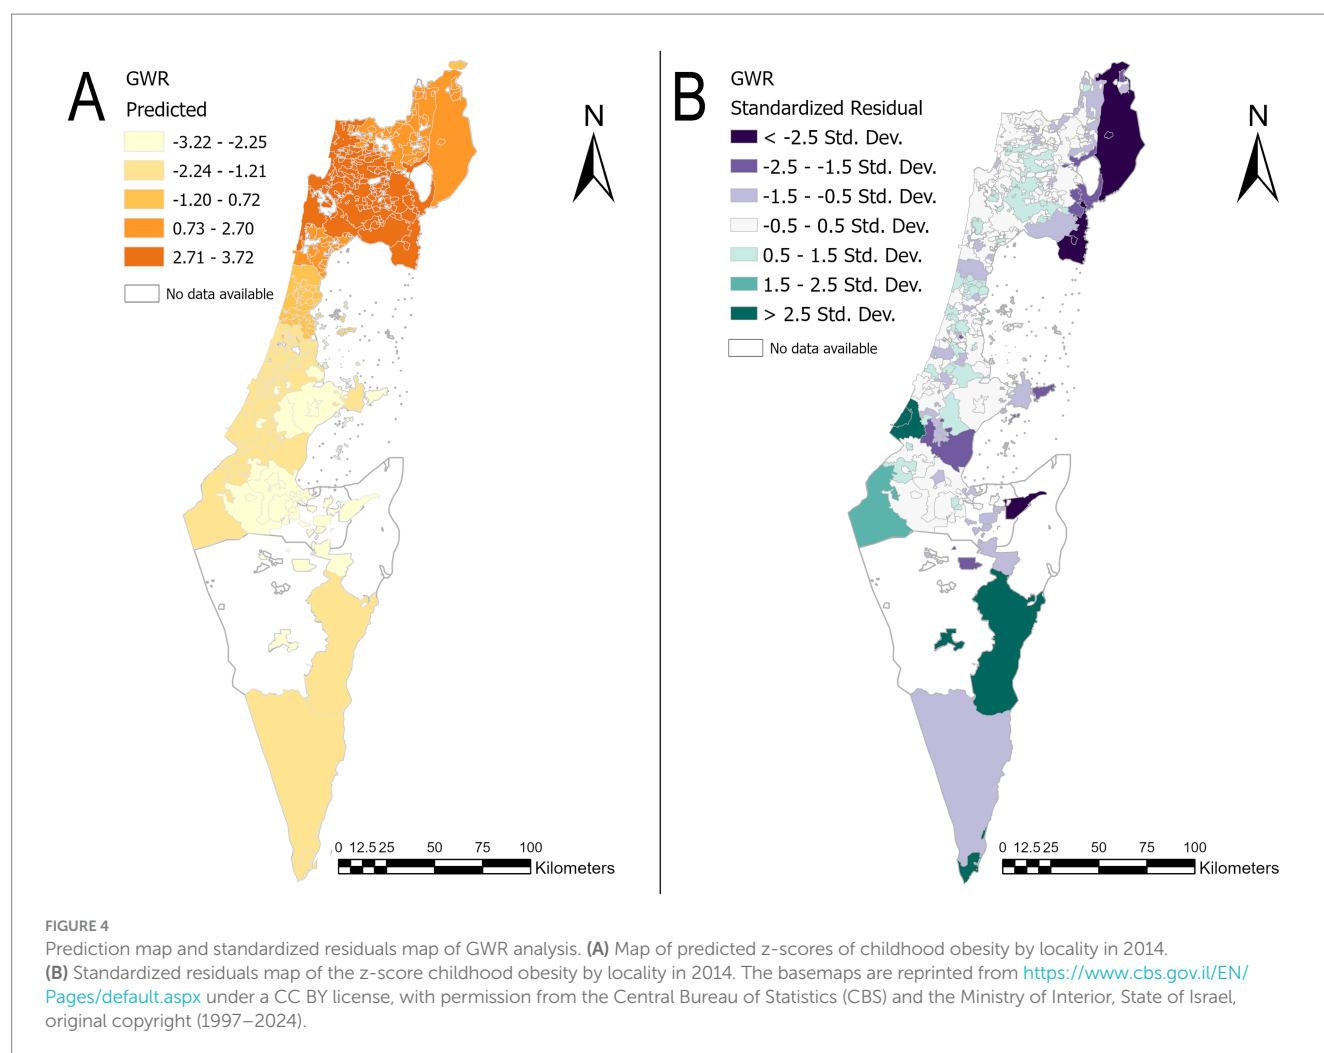 A
GWR
Predicted
-3.22 - -2.25
-2.24 - -1.21
-1.20 - 0.72
0.73 - 2.70
2.71 - 3.72
No data available
N
0 12.5 25 50 75 100
Kilometers
B
GWR
Standardized Residual
< -2.5 Std. Dev.
-2.5 - -1.5 Std. Dev.
-1.5 - -0.5 Std. Dev.
-0.5 - 0.5 Std. Dev.
0.5 - 1.5 Std. Dev.
1.5 - 2.5 Std. Dev.
> 2.5 Std. Dev.
No data available
N
0 12.5 25 50 75 100
Kilometers
FIGURE 4
Prediction map and standardized residuals map of GWR analysis. (A) Map of predicted z-scores of childhood obesity by locality in 2014.
(B) Standardized residuals map of the z-score childhood obesity by locality in 2014. The basemaps are reprinted from https://www.cbs.gov.il/EN/
Pages/default.aspx under a CC BY license, with permission from the Central Bureau of Statistics (CBS) and the Ministry of Interior, State of Israel,
original copyright (1997–2024).